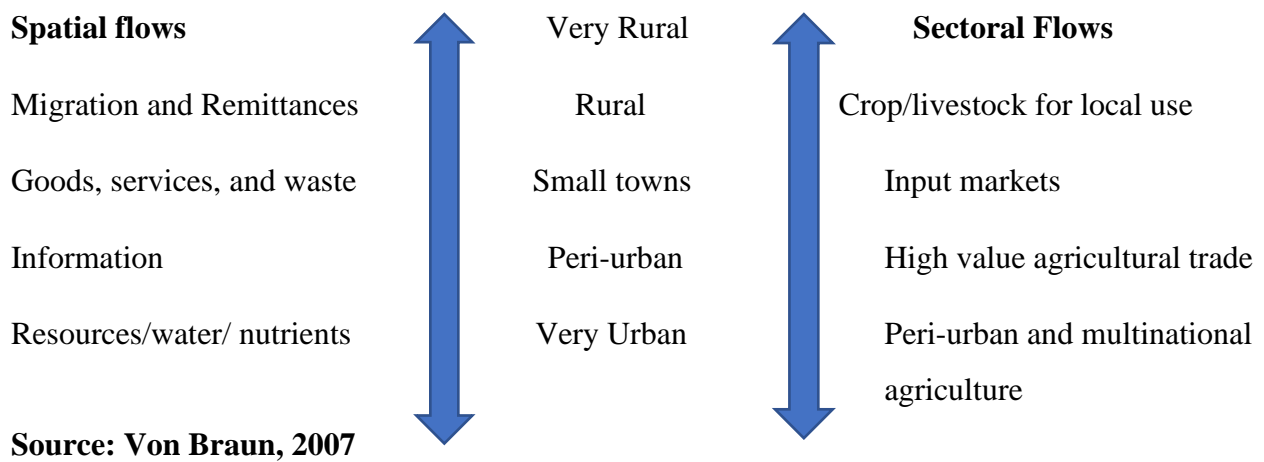 Spatial flows Very Rural Sectoral Flows
Migration and Remittances Rural Crop/livestock for local use
Goods, services, and waste Small towns Input markets
Information Peri-urban High value agricultural trade
Resources/water/ nutrients Very Urban Peri-urban and multinational
agriculture
Source: Von Braun, 2007